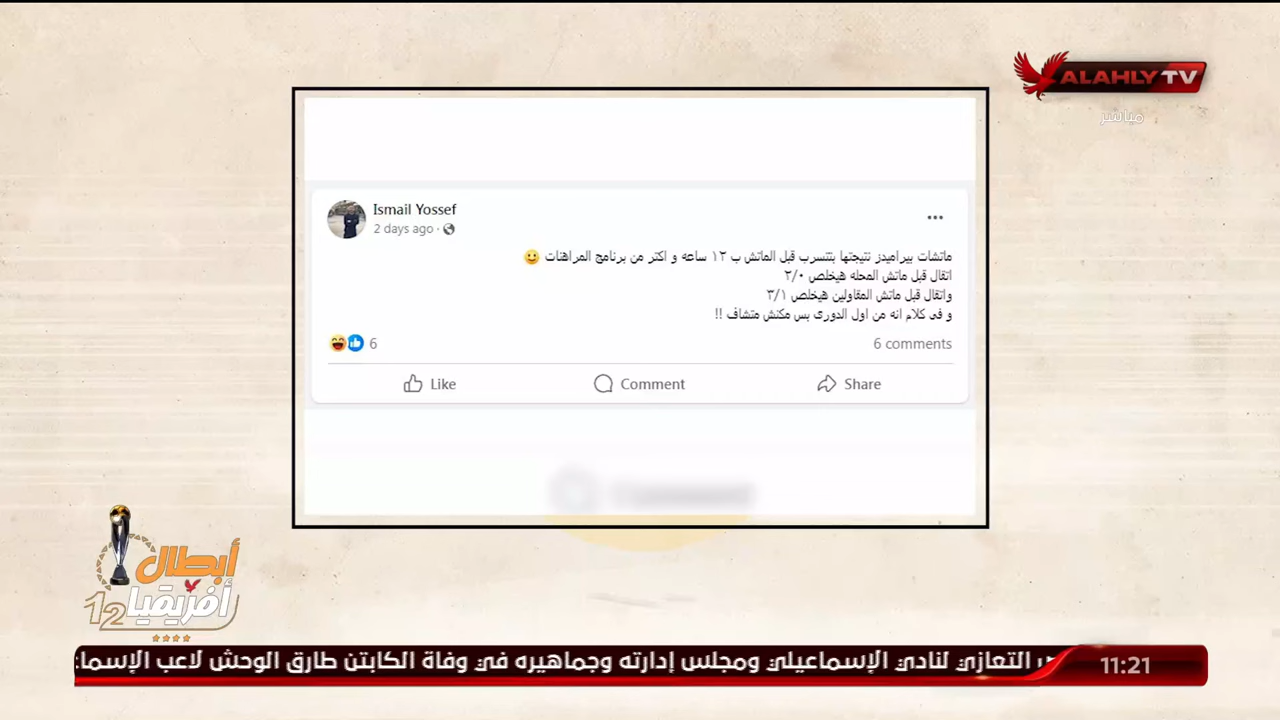 ALAHLY TV
مباشر
Ismail Yossef
2 days ago
ماتشات بيراميدز نتيجتها بتتسرب قبل الماتش ب ١٢ ساعه و اكتر من برنامج المراهنات 🙂
اتقال قبل ماتش المحله هيخلص ٢/٠
واتقال قبل ماتش المقاولين هيخلص ٣/١
و فى كلام انه من اول الدورى بس مكنش متشاف !!
6
6 comments
Like
Comment
Share
أبطال
أفريقيا
12
التعازي لنادي الإسماعيلي ومجلس إدارته وجماهيره في وفاة الكابتن طارق الوحش لاعب الإسما
11:21